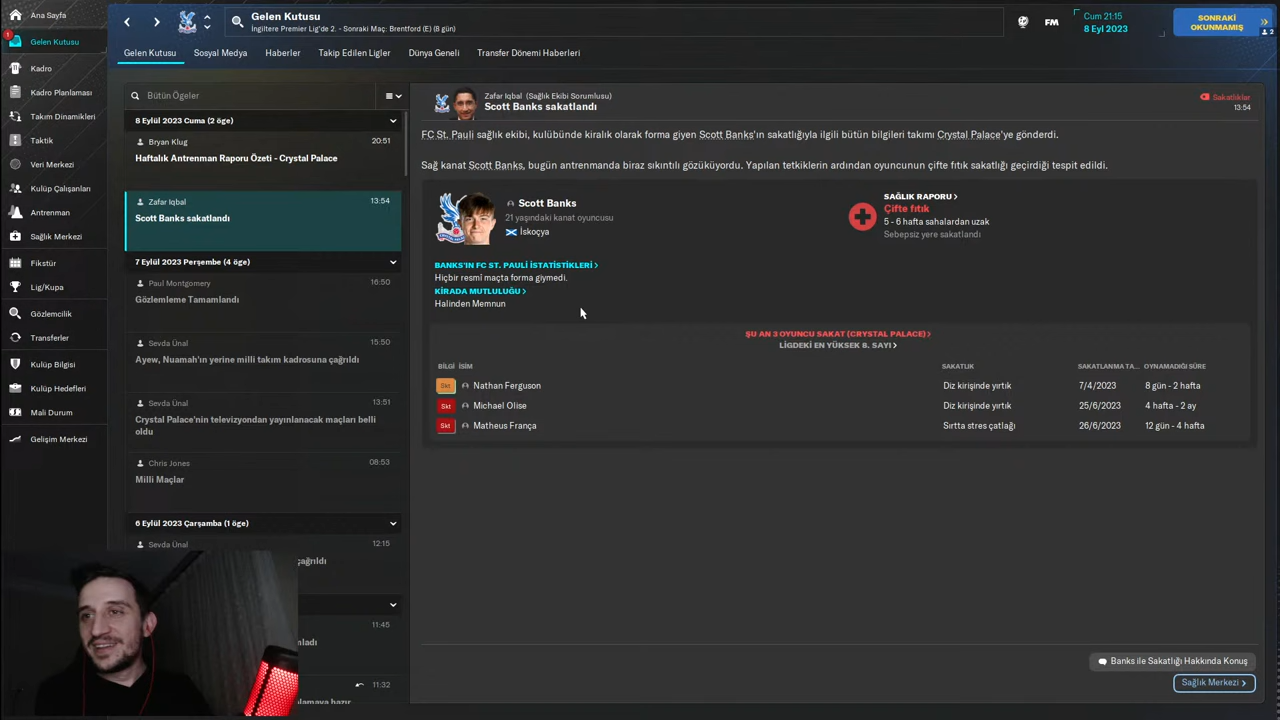 Ana Sayfa
1
Gelen Kutusu
Kadro
Kadro Planlaması
Takım Dinamikleri
Taktik
Veri Merkezi
Kulüp Çalışanları
Antrenman
Sağlık Merkezi
Fikstür
Lig/Kupa
Gözlemcilik
Transferler
Kulüp Bilgisi
Kulüp Hedefleri
Mali Durum
Gelişim Merkezi
Gelen Kutusu
İngiltere Premier Lig'de 2. - Sonraki Maç: Brentford (E) (8 gün)
FM
Cum 21:15
8 Eyl 2023
SONRAKİ
OKUNMAMIŞ
2
Gelen Kutusu
Sosyal Medya
Haberler
Takip Edilen Ligler
Dünya Geneli
Transfer Dönemi Haberleri
Bütün Ögeler
8 Eylül 2023 Cuma (2 öge)
Bryan Klug 20:51
Haftalık Antrenman Raporu Özeti - Crystal Palace
Zafar Iqbal 13:54
Scott Banks sakatlandı
7 Eylül 2023 Perşembe (4 öge)
Paul Montgomery 16:50
Gözlemleme Tamamlandı
Sevda Ünal 15:50
Ayew, Nuamah'ın yerine milli takım kadrosuna çağrıldı
Sevda Ünal 13:51
Crystal Palace'nin televizyondan yayınlanacak maçları belli
oldu
Chris Jones 08:53
Milli Maçlar
6 Eylül 2023 Çarşamba (1 öge)
Sevda Ünal 12:15
çağrıldı
11:45
11:32
Zafar Iqbal (Sağlık Ekibi Sorumlusu)
Scott Banks sakatlandı
Sakatlıklar
13:54
FC St. Pauli sağlık ekibi, kulübünde kiralık olarak forma giyen Scott Banks'ın sakatlığıyla ilgili bütün bilgileri takımı Crystal Palace'ye gönderdi.
Sağ kanat Scott Banks, bugün antrenmanda biraz sıkıntılı gözüküyordu. Yapılan tetkiklerin ardından oyuncunun çifte fıtık sakatlığı geçirdiği tespit edildi.
Scott Banks
21 yaşındaki kanat oyuncusu
İskoçya
SAĞLIK RAPORU
Çifte fıtık
5 - 6 hafta sahalardan uzak
Sebepsiz yere sakatlandı
BANKS'IN FC ST. PAULİ İSTATİSTİKLERİ
Hiçbir resmî maçta forma giymedi.
KİRADA MUTLULUĞU
Halinden Memnun
ŞU AN 3 OYUNCU SAKAT (CRYSTAL PALACE)
LİGDEKİ EN YÜKSEK 8. SAYI
BİLGİ İSİM SAKATLIK SAKATLANMA TA... OYNAMADIĞI SÜRE
Skt Nathan Ferguson Diz kirişinde yırtık 7/4/2023 8 gün - 2 hafta
Skt Michael Olise Diz kirişinde yırtık 25/6/2023 4 hafta - 2 ay
Skt Matheus França Sırtta stres çatlağı 26/6/2023 12 gün - 4 hafta
Banks ile Sakatlığı Hakkında Konuş
Sağlık Merkezi